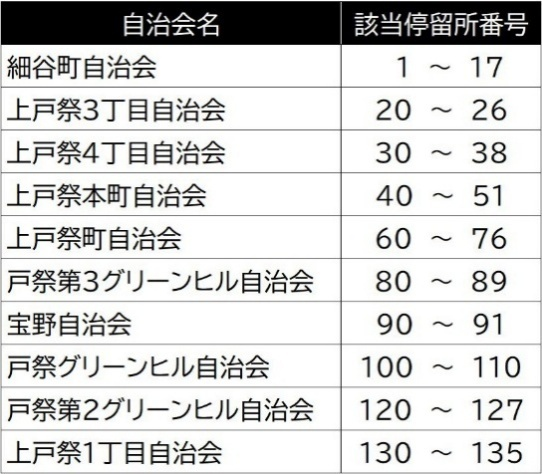 自治会名 該当停留所番号
細谷町自治会 1 ～ 17
上戸祭3丁目自治会 20 ～ 26
上戸祭4丁目自治会 30 ～ 38
上戸祭本町自治会 40 ～ 51
上戸祭町自治会 60 ～ 76
戸祭第3グリーンヒル自治会 80 ～ 89
宝野自治会 90 ～ 91
戸祭グリーンヒル自治会 100 ～ 110
戸祭第2グリーンヒル自治会 120 ～ 127
上戸祭1丁目自治会 130 ～ 135